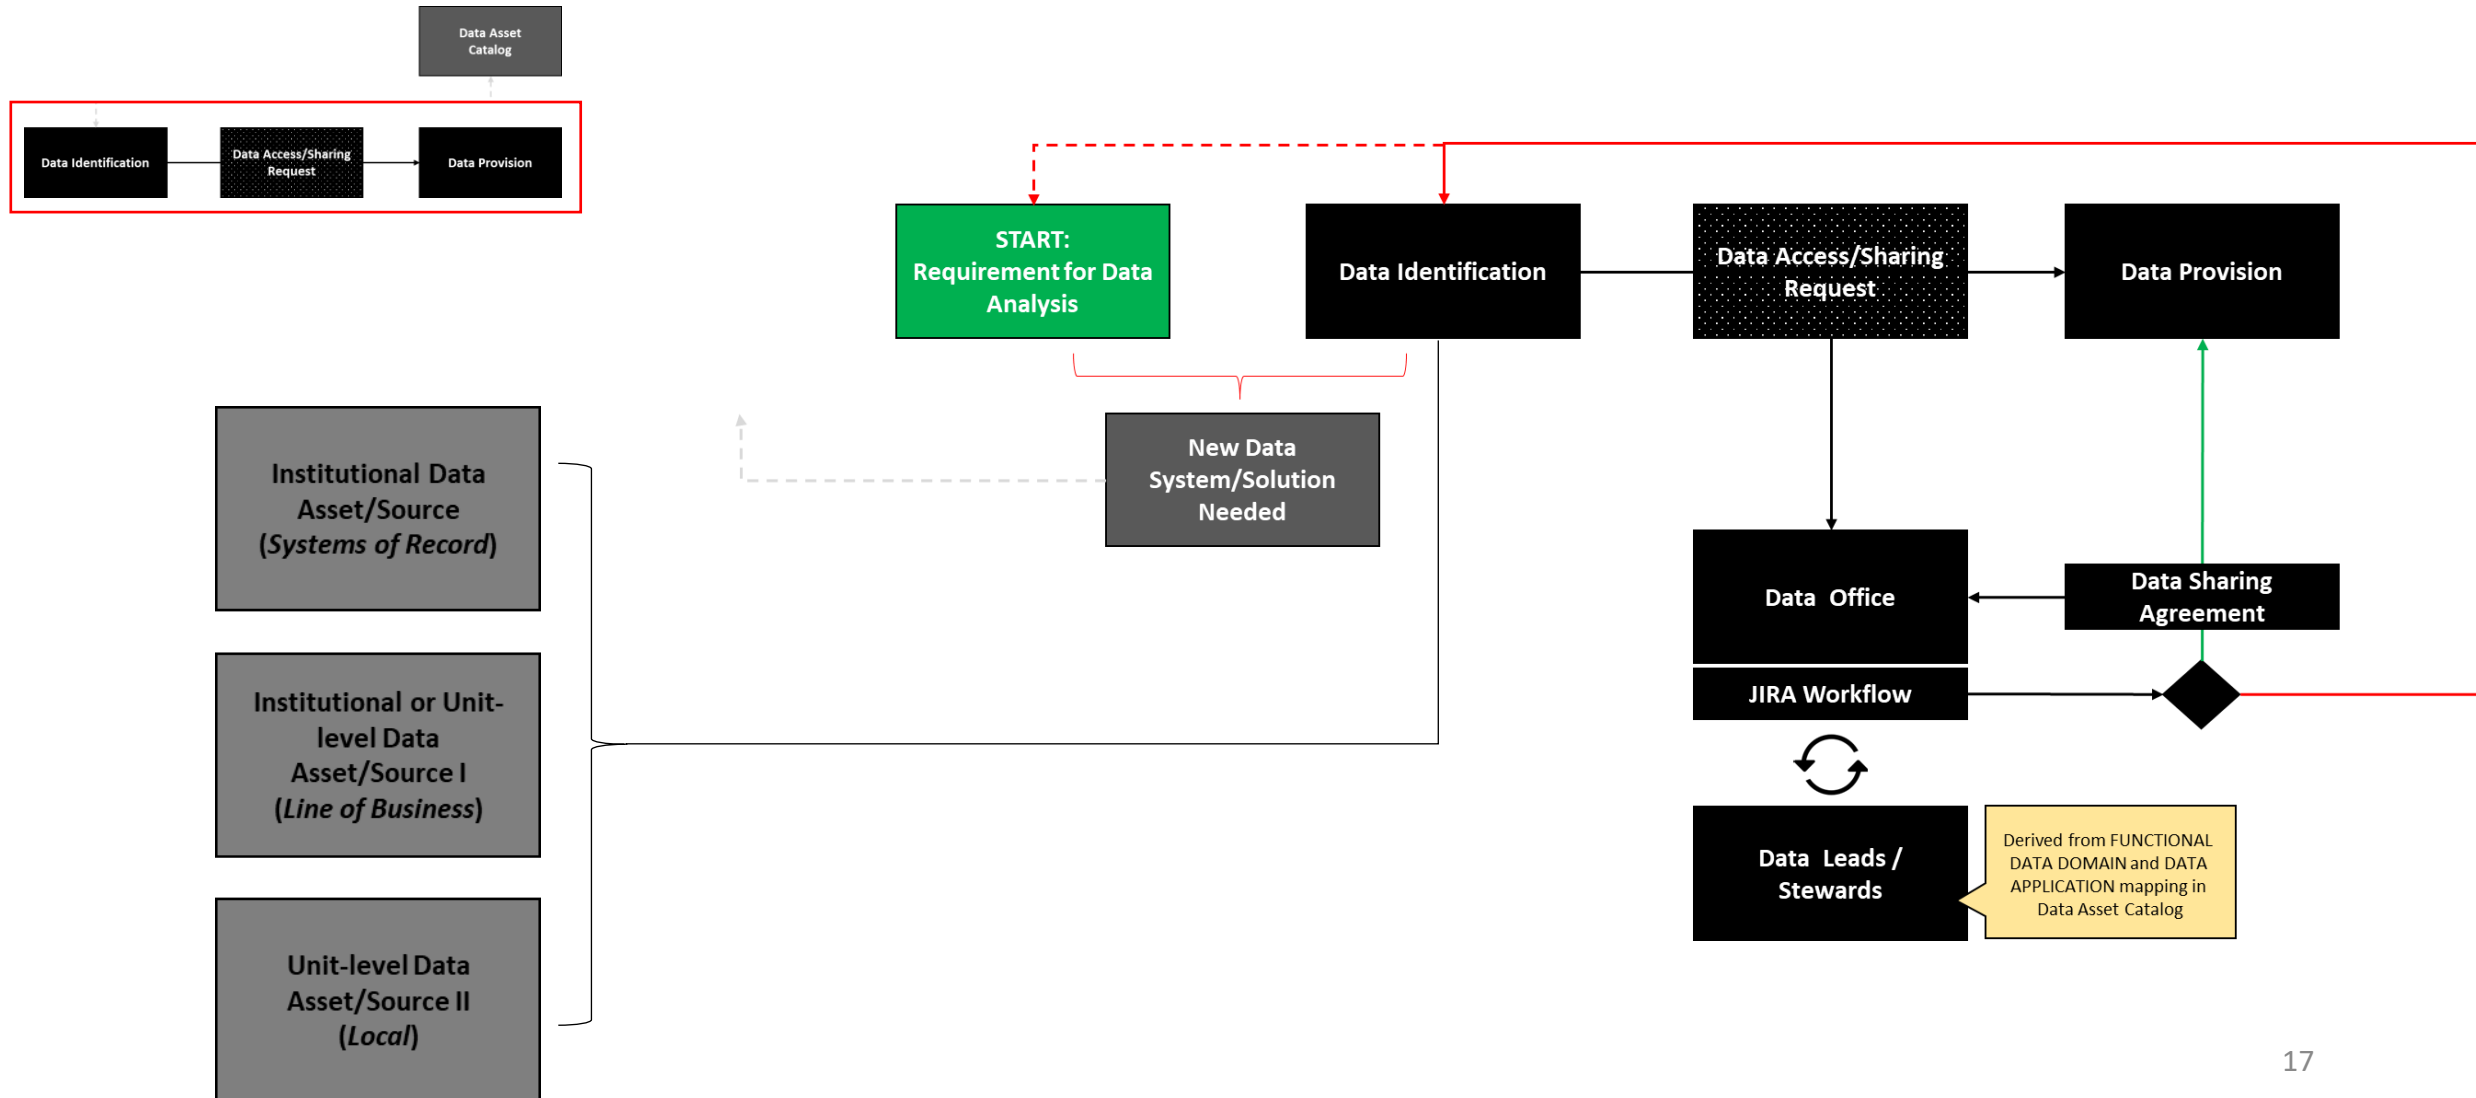 Data Asset
Catalog
Data Identification
Data Access/Sharing
Request
Data Provision
START:
Requirement for Data
Analysis
Data Identification
Data Access/Sharing
Request
Data Provision
New Data
System/Solution
Needed
Institutional Data
Asset/Source
(Systems of Record)
Institutional or Unit-
level Data
Asset/Source I
(Line of Business)
Unit-level Data
Asset/Source II
(Local)
Data Office
Data Sharing
Agreement
JIRA Workflow
Data Leads /
Stewards
Derived from FUNCTIONAL
DATA DOMAIN and DATA
APPLICATION mapping in
Data Asset Catalog
17